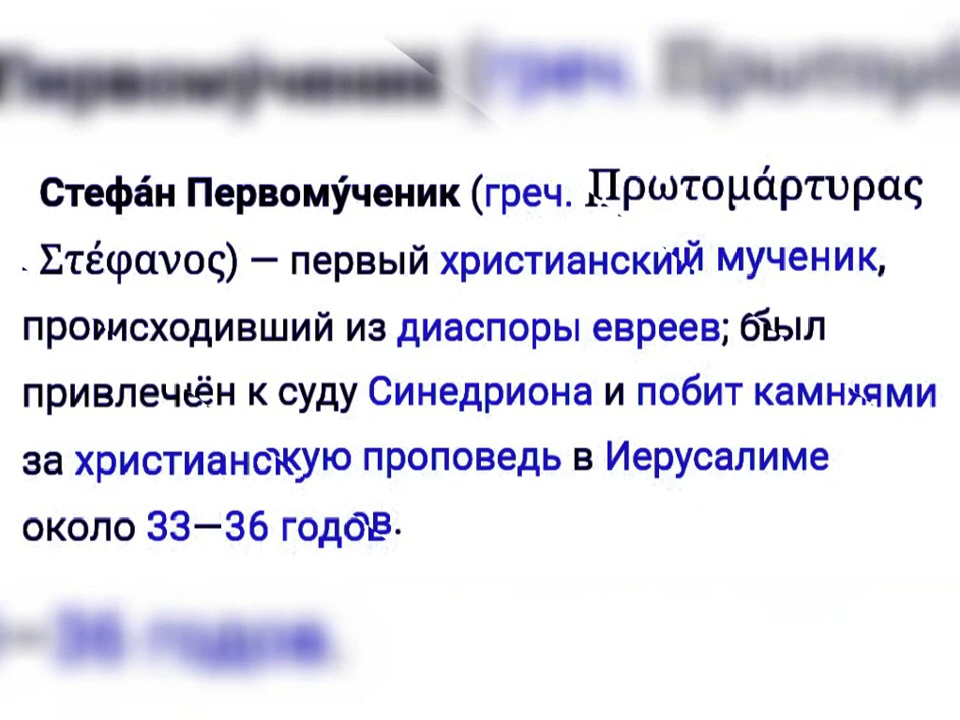 Стефа́н Первому́ченик (греч. Πρωτομάρτυρας
Στέφανος) — первый христианский мученик,
происходивший из диаспоры евреев; был
привлечён к суду Синедриона и побит камнями
за христианскую проповедь в Иерусалиме
около 33—36 годов.